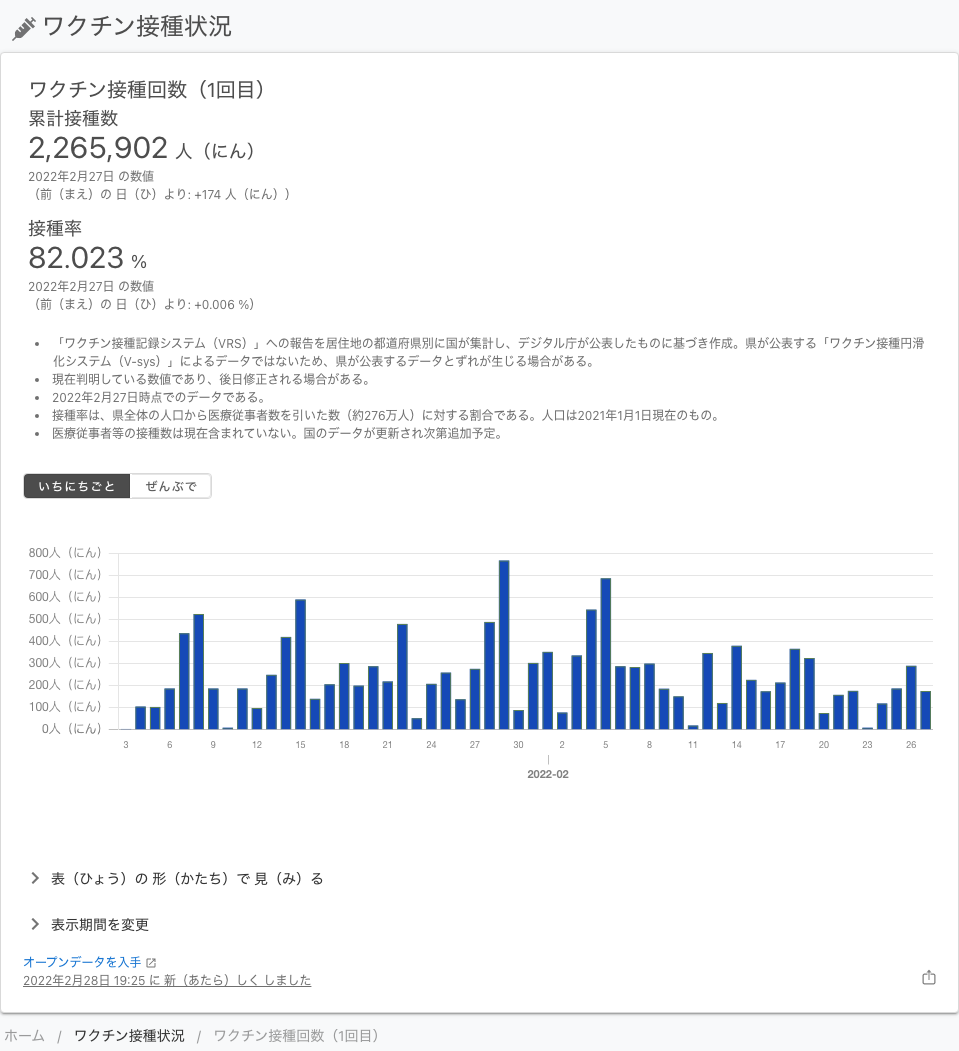 ワクチン接種状況
ワクチン接種回数（1回目）
累計接種数
2,265,902 人（にん）
2022年2月27日 の数値
（前（まえ）の 日（ひ）より: +174 人（にん））
接種率
82.023 %
2022年2月27日 の数値
（前（まえ）の 日（ひ）より: +0.006 %）
「ワクチン接種記録システム（VRS）」への報告を居住地の都道府県別に国が集計し、デジタル庁が公表したものに基づき作成。県が公表する「ワクチン接種円滑
化システム（V-sys）」によるデータではないため、県が公表するデータとずれが生じる場合がある。
現在判明している数値であり、後日修正される場合がある。
2022年2月27日時点でのデータである。
接種率は、県全体の人口から医療従事者数を引いた数（約276万人）に対する割合である。人口は2021年1月1日現在のもの。
医療従事者等の接種数は現在含まれていない。国のデータが更新され次第追加予定。
いちにちごと ぜんぶで
800人（にん）
700人（にん）
600人（にん）
500人（にん）
400人（にん）
300人（にん）
200人（にん）
100人（にん）
0人（にん）
3 6 9 12 15 18 21 24 27 30 2 5 8 11 14 17 20 23 26
2022-02
表（ひょう）の 形（かたち）で 見（み）る
表示期間を変更
オープンデータを入手
2022年2月28日 19:25 に 新（あたら）しく しました
ホーム / ワクチン接種状況 / ワクチン接種回数（1回目）